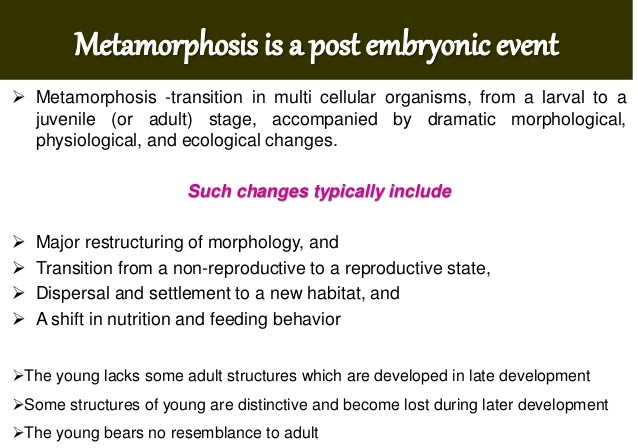 Metamorphosis is a post embryonic event
➢ Metamorphosis -transition in multi cellular organisms, from a larval to a
juvenile (or adult) stage, accompanied by dramatic morphological,
physiological, and ecological changes.
Such changes typically include
➢ Major restructuring of morphology, and
➢ Transition from a non-reproductive to a reproductive state,
➢ Dispersal and settlement to a new habitat, and
➢ A shift in nutrition and feeding behavior
➢The young lacks some adult structures which are developed in late development
➢Some structures of young are distinctive and become lost during later development
➢The young bears no resemblance to adult